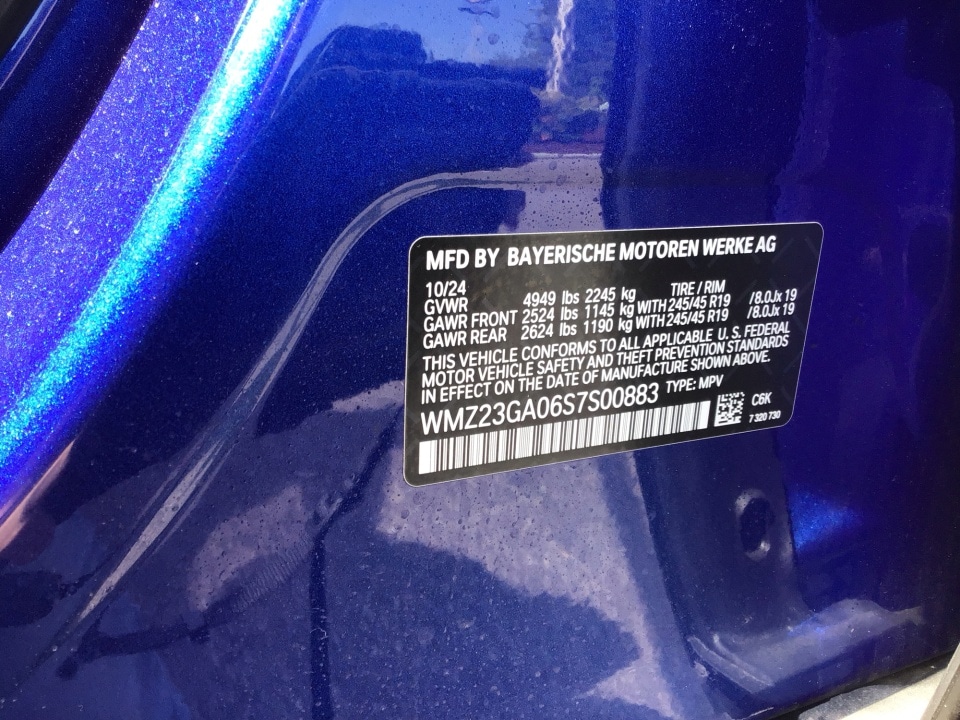 MFD BY BAYERISCHE MOTOREN WERKE AG
10/24 TIRE / RIM
GVWR 4949 lbs 2245 kg
GAWR FRONT 2524 lbs 1145 kg WITH 245/45 R19 /8.0Jx 19
GAWR REAR 2624 lbs 1190 kg WITH 245/45 R19 /8.0Jx 19
THIS VEHICLE CONFORMS TO ALL APPLICABLE U. S. FEDERAL
MOTOR VEHICLE SAFETY AND THEFT PREVENTION STANDARDS
IN EFFECT ON THE DATE OF MANUFACTURE SHOWN ABOVE.
WMZ23GA06S7S00883 TYPE: MPV
C6K
7 320 730